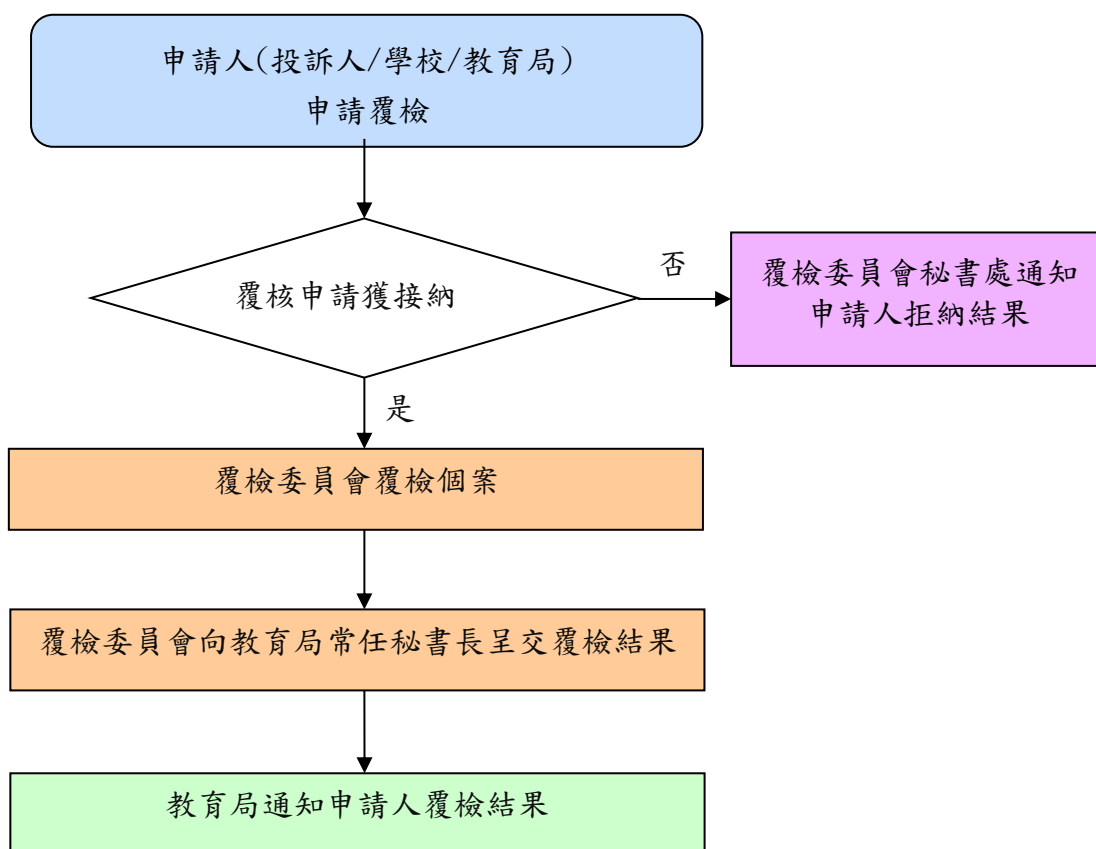 申請人(投訴人/學校/教育局)
申請覆檢
覆核申請獲接納
否
覆檢委員會秘書處通知
申請人拒納結果
是
覆檢委員會覆檢個案
覆檢委員會向教育局常任秘書長呈交覆檢結果
教育局通知申請人覆檢結果